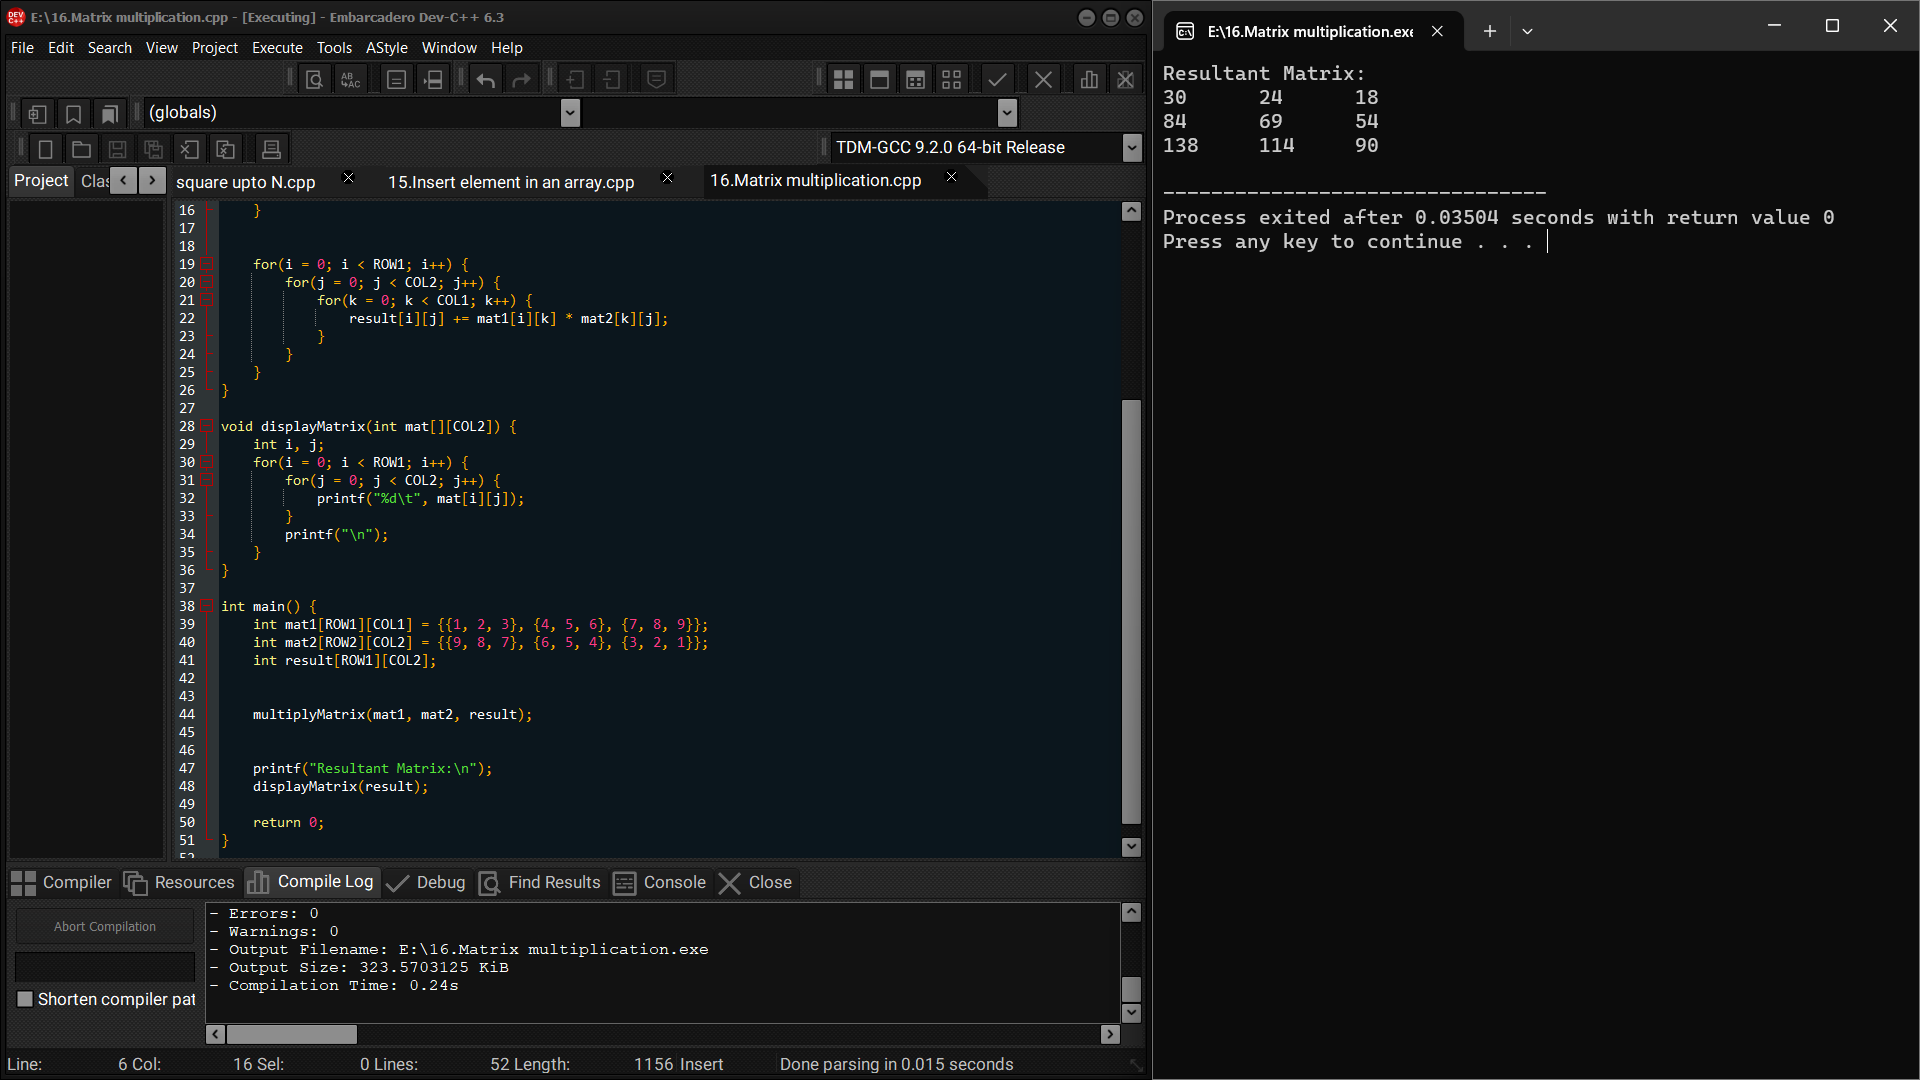 E:\16.Matrix multiplication.cpp - [Executing] - Embarcadero Dev-C++ 6.3
File Edit Search View Project Execute Tools AStyle Window Help
(globals)
TDM-GCC 9.2.0 64-bit Release
Project Clas square upto N.cpp 15.Insert element in an array.cpp 16.Matrix multiplication.cpp
16     }
17
18
19     for(i = 0; i < ROW1; i++) {
20         for(j = 0; j < COL2; j++) {
21             for(k = 0; k < COL1; k++) {
22                 result[i][j] += mat1[i][k] * mat2[k][j];
23             }
24         }
25     }
26 }
27
28 void displayMatrix(int mat[][COL2]) {
29     int i, j;
30     for(i = 0; i < ROW1; i++) {
31         for(j = 0; j < COL2; j++) {
32             printf("%d\t", mat[i][j]);
33         }
34         printf("\n");
35     }
36 }
37
38 int main() {
39     int mat1[ROW1][COL1] = {{1, 2, 3}, {4, 5, 6}, {7, 8, 9}};
40     int mat2[ROW2][COL2] = {{9, 8, 7}, {6, 5, 4}, {3, 2, 1}};
41     int result[ROW1][COL2];
42
43
44     multiplyMatrix(mat1, mat2, result);
45
46
47     printf("Resultant Matrix:\n");
48     displayMatrix(result);
49
50     return 0;
51 }
52
Compiler Resources Compile Log Debug Find Results Console Close
Abort Compilation
Shorten compiler pat
- Errors: 0
- Warnings: 0
- Output Filename: E:\16.Matrix multiplication.exe
- Output Size: 323.5703125 KiB
- Compilation Time: 0.24s
Line: 6 Col: 16 Sel: 0 Lines: 52 Length: 1156 Insert Done parsing in 0.015 seconds
E:\16.Matrix multiplication.exe
Resultant Matrix:
30 24 18
84 69 54
138 114 90
--------------------------------
Process exited after 0.03504 seconds with return value 0
Press any key to continue . . .